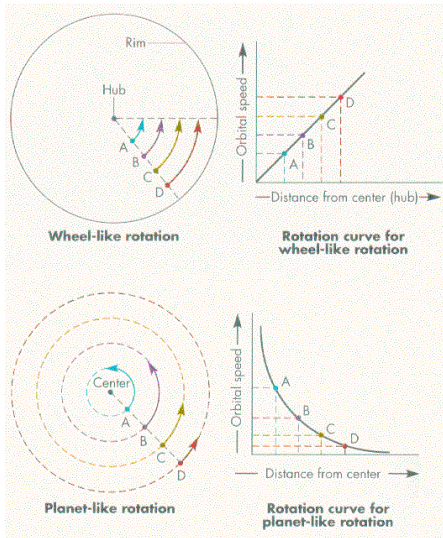 Rim
Hub
A
B
C
D
Wheel-like rotation
Orbital speed
A
B
C
D
Distance from center (hub)
Rotation curve for
wheel-like rotation
Center
A
B
C
D
Planet-like rotation
Orbital speed
A
B
C
D
Distance from center
Rotation curve for
planet-like rotation